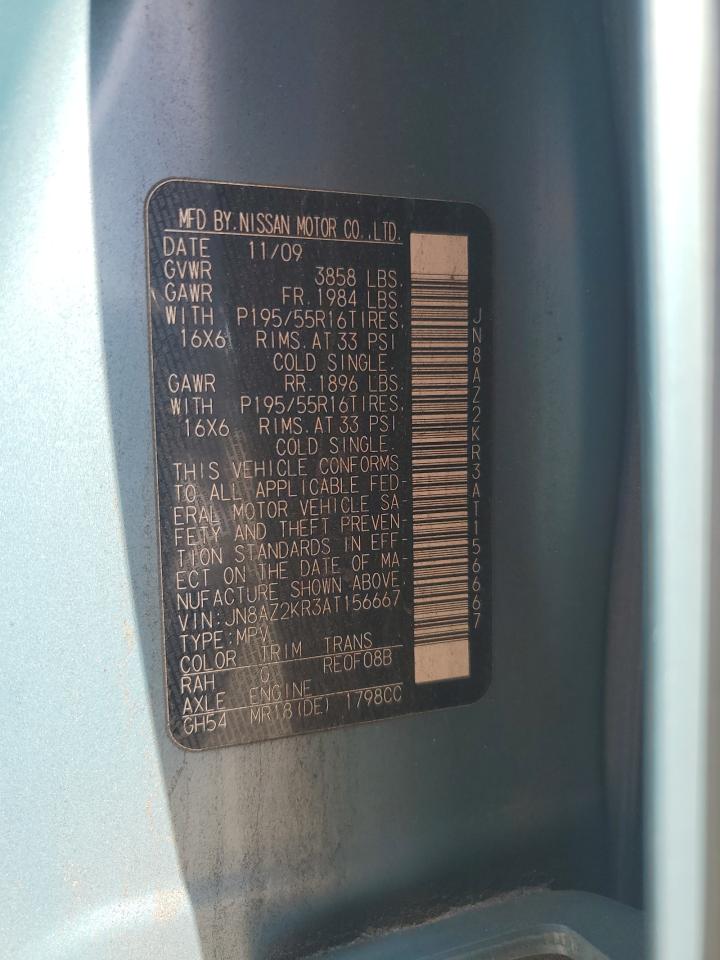 MFD BY.NISSAN MOTOR CO.,LTD.
DATE 11/09
GVWR 3858 LBS.
GAWR FR. 1984 LBS.
WITH P195/55R16TIRES,
16X6 RIMS. AT 33 PSI
COLD SINGLE.
GAWR RR. 1896 LBS.
WITH P195/55R16TIRES,
16X6 RIMS. AT 33 PSI
COLD SINGLE.
THIS VEHICLE CONFORMS
TO ALL APPLICABLE FED-
ERAL MOTOR VEHICLE SA-
FETY AND THEFT PREVEN-
TION STANDARDS IN EFF-
ECT ON THE DATE OF MA-
NUFACTURE SHOWN ABOVE.
VIN:JN8AZ2KR3AT156667
TYPE:MPV
COLOR TRIM TRANS
RAH G RE0F08B
AXLE ENGINE
GH54 MR18(DE) 1798CC
JN8AZ2KR3AT156667